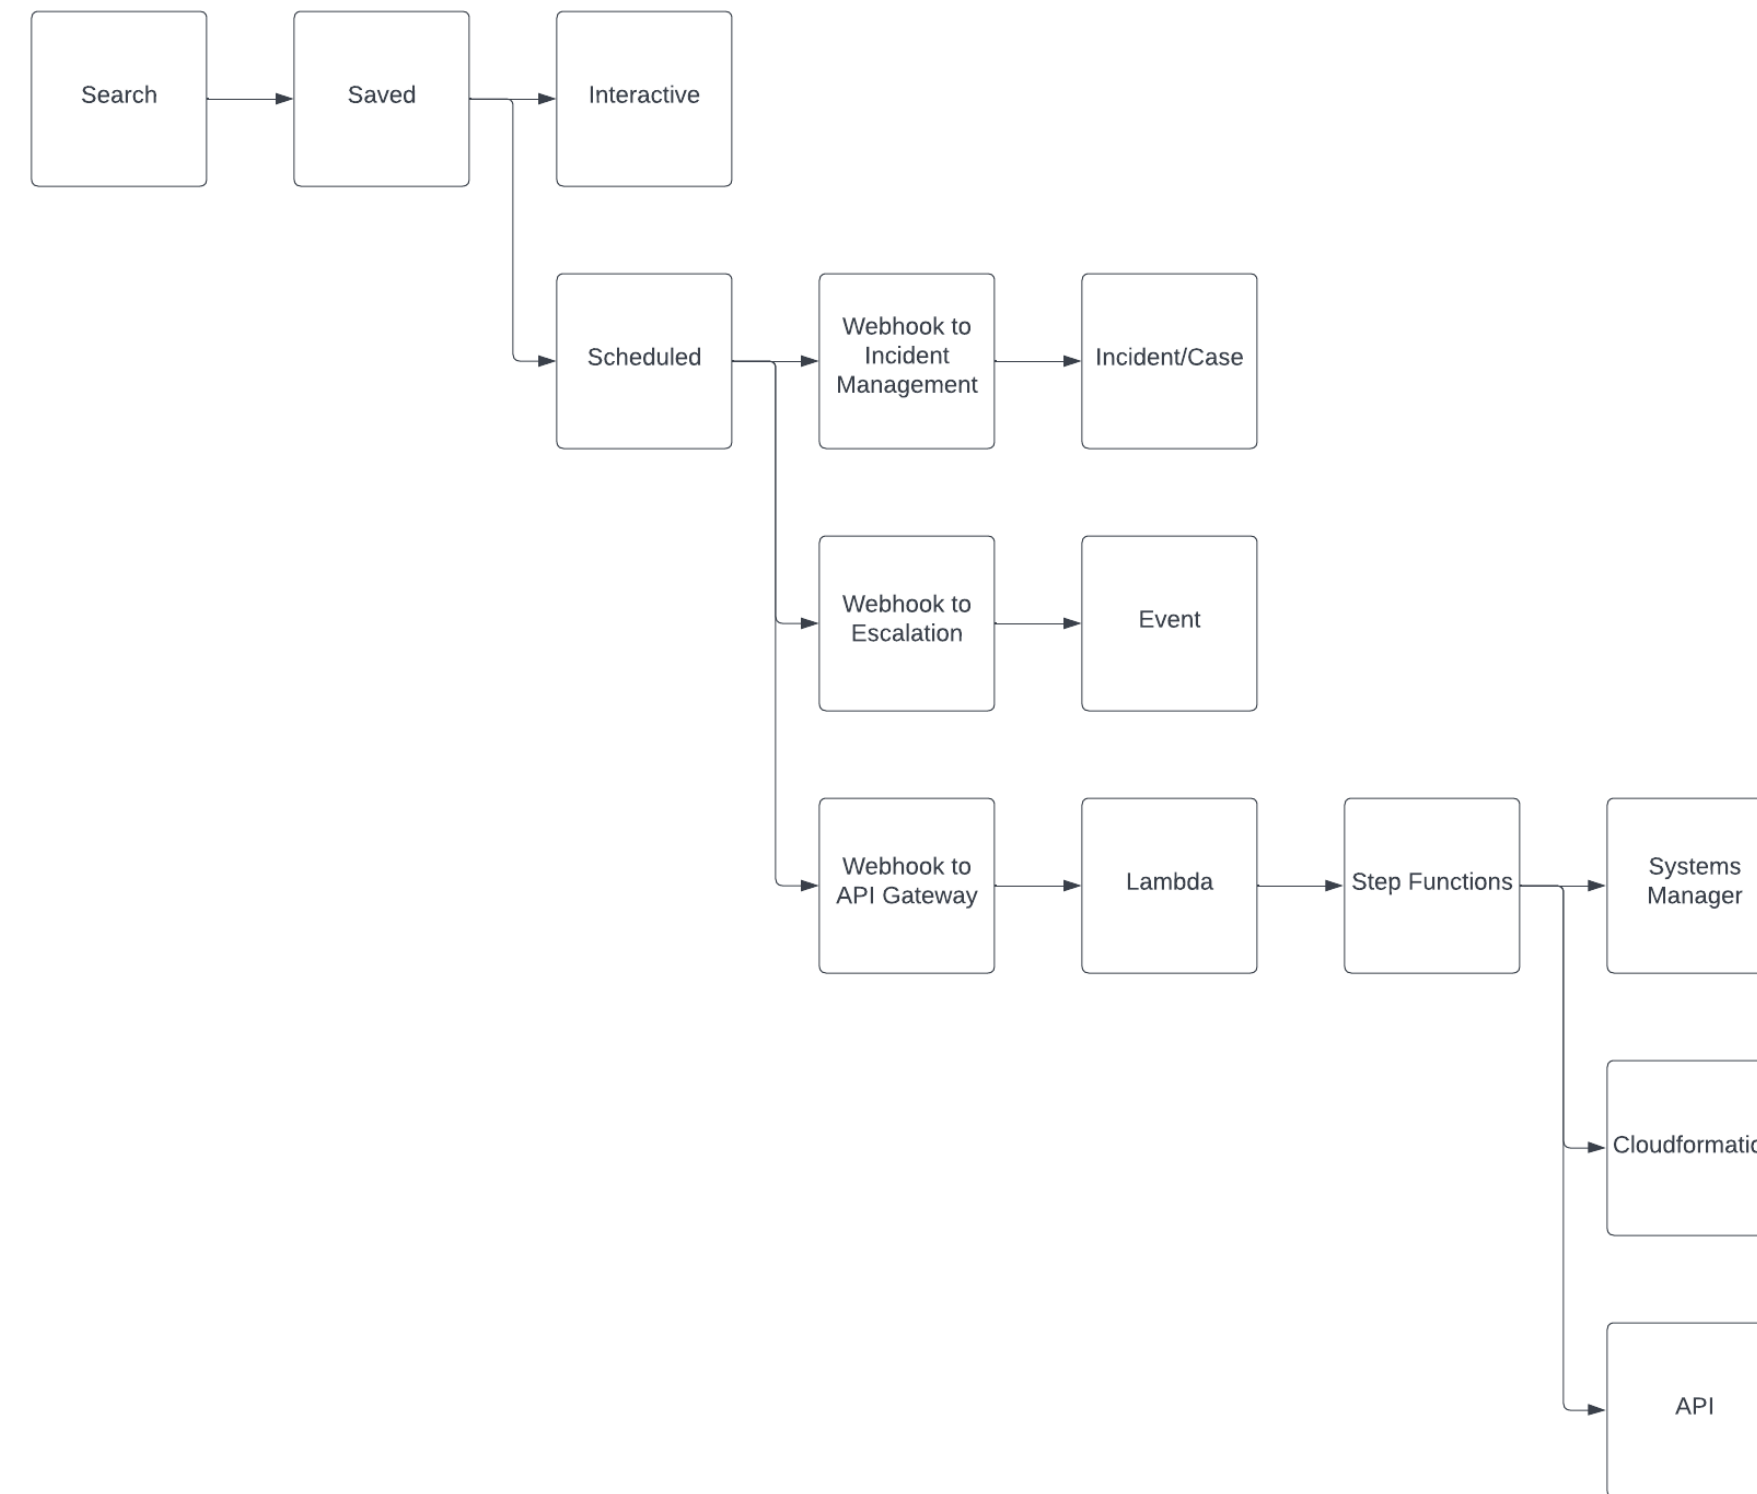 Search
Saved
Interactive
Scheduled
Webhook to
Incident
Management
Incident/Case
Webhook to
Escalation
Event
Webhook to
API Gateway
Lambda
Step Functions
Systems
Manager
Cloudformatic
API